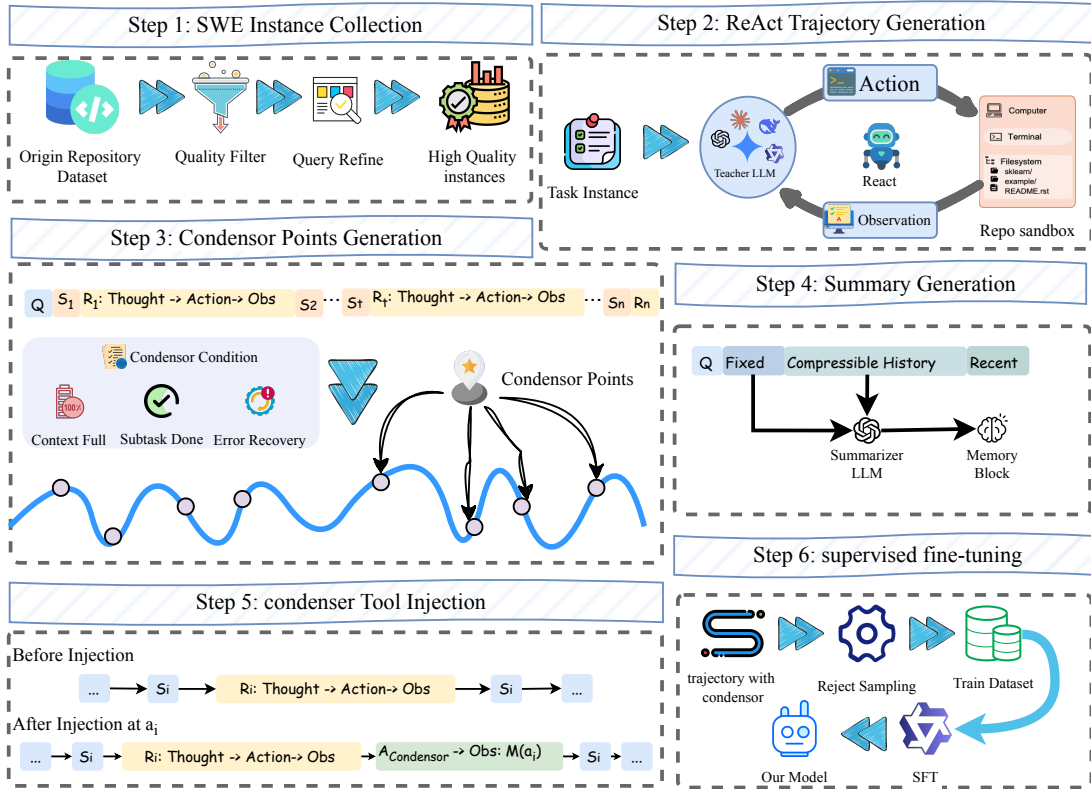 Step 1: SWE Instance Collection
Origin Repository
Dataset
Quality Filter
Query Refine
High Quality
instances
Step 2: ReAct Trajectory Generation
Task Instance
Teacher LLM
Action
React
Observation
Computer
Terminal
Filesystem
sklearn/
example/
README.rst
Repo sandbox
Step 3: Condensor Points Generation
Q S1 R1: Thought -> Action-> Obs S2 ... St Rt: Thought -> Action-> Obs ... Sn Rn
Condensor Condition
100%
Context Full
Subtask Done
Error Recovery
Condensor Points
Step 4: Summary Generation
Q Fixed Compressible History Recent
Summarizer
LLM
Memory
Block
Step 5: condenser Tool Injection
Before Injection
... Si Ri: Thought -> Action-> Obs Si ...
After Injection at ai
... Si Ri: Thought -> Action-> Obs ACondensor -> Obs: M(ai) Si ...
Step 6: supervised fine-tuning
trajectory with
condensor
Reject Sampling
Train Dataset
Our Model
SFT